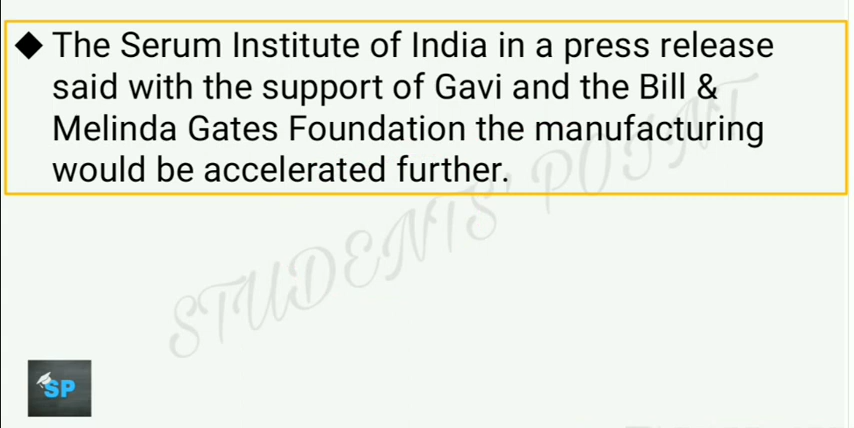 ◆ The Serum Institute of India in a press release
said with the support of Gavi and the Bill &
Melinda Gates Foundation the manufacturing
would be accelerated further.
STUDENTS' POINT
SP